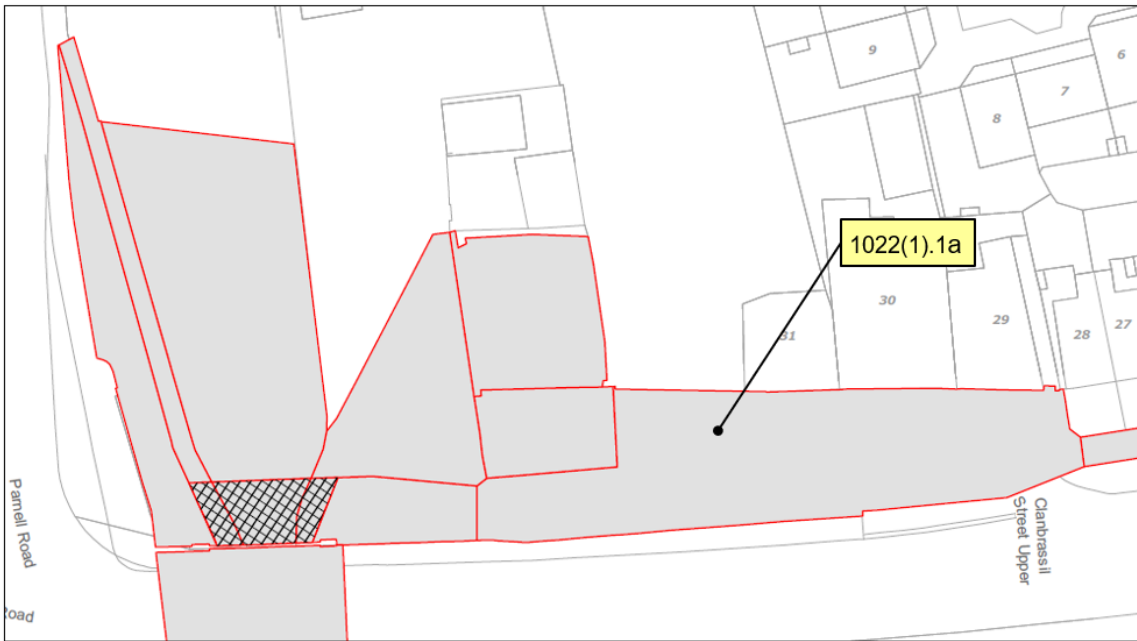 9
6
7
8
1022(1).1a
30
31
29
28
27
Parnell Road
Clanbrassil
Street Upper
Road